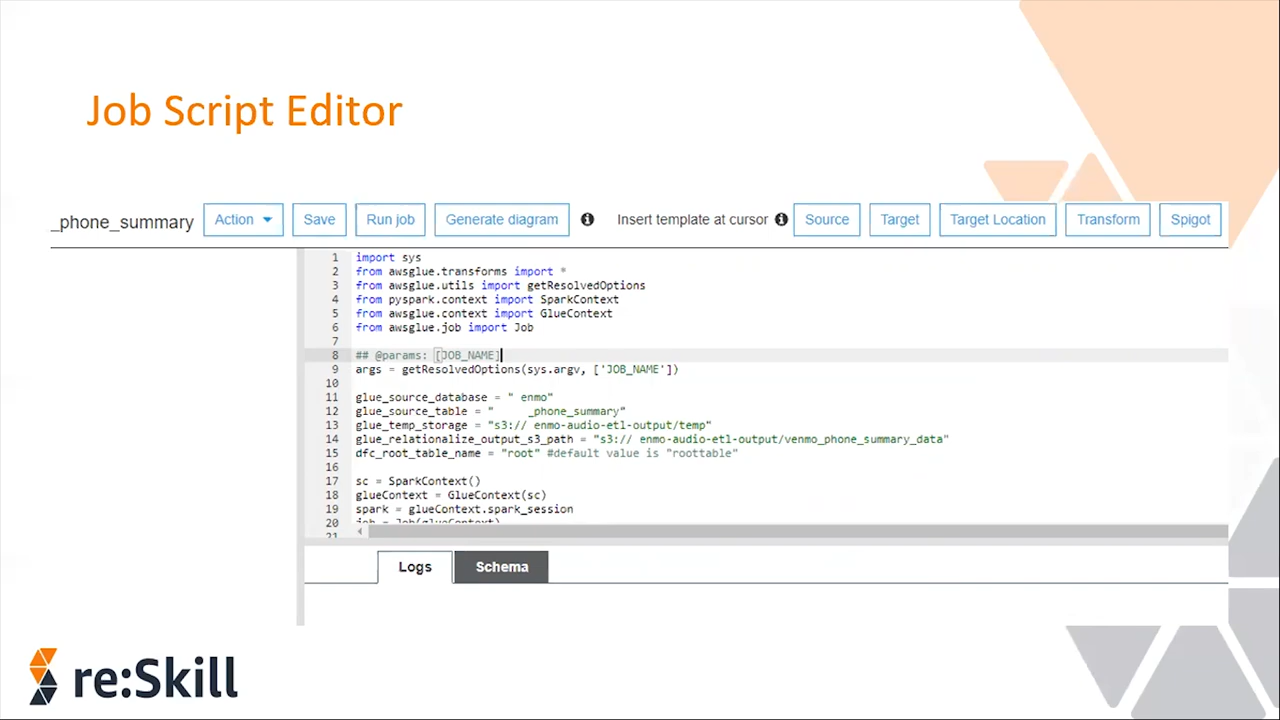 Job Script Editor
_phone_summary Action Save Run job Generate diagram Insert template at cursor Source Target Target Location Transform Spigot
1 import sys
2 from awsglue.transforms import *
3 from awsglue.utils import getResolvedOptions
4 from pyspark.context import SparkContext
5 from awsglue.context import GlueContext
6 from awsglue.job import Job
7
8 ## @params: [JOB_NAME]
9 args = getResolvedOptions(sys.argv, ['JOB_NAME'])
10
11 glue_source_database = " enmo"
12 glue_source_table = " _phone_summary"
13 glue_temp_storage = "s3:// enmo-audio-etl-output/temp"
14 glue_relationalize_output_s3_path = "s3:// enmo-audio-etl-output/venmo_phone_summary_data"
15 dfc_root_table_name = "root" #default value is "roottable"
16
17 sc = SparkContext()
18 glueContext = GlueContext(sc)
19 spark = glueContext.spark_session
20 job = Job(glueContext)
21
Logs Schema
re:Skill